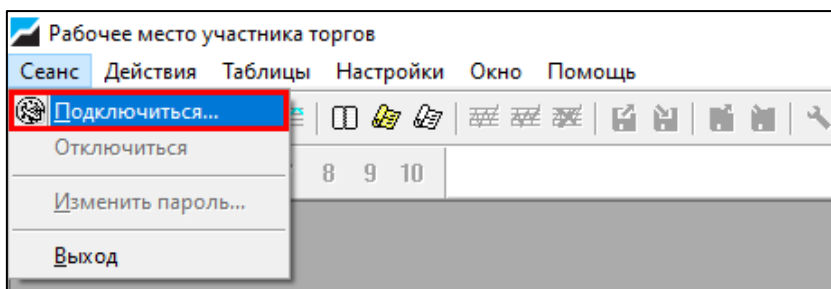 Рабочее место участника торгов
Сеанс Действия Таблицы Настройки Окно Помощь
Подключиться...
Отключиться
8 9 10
Изменить пароль...
Выход